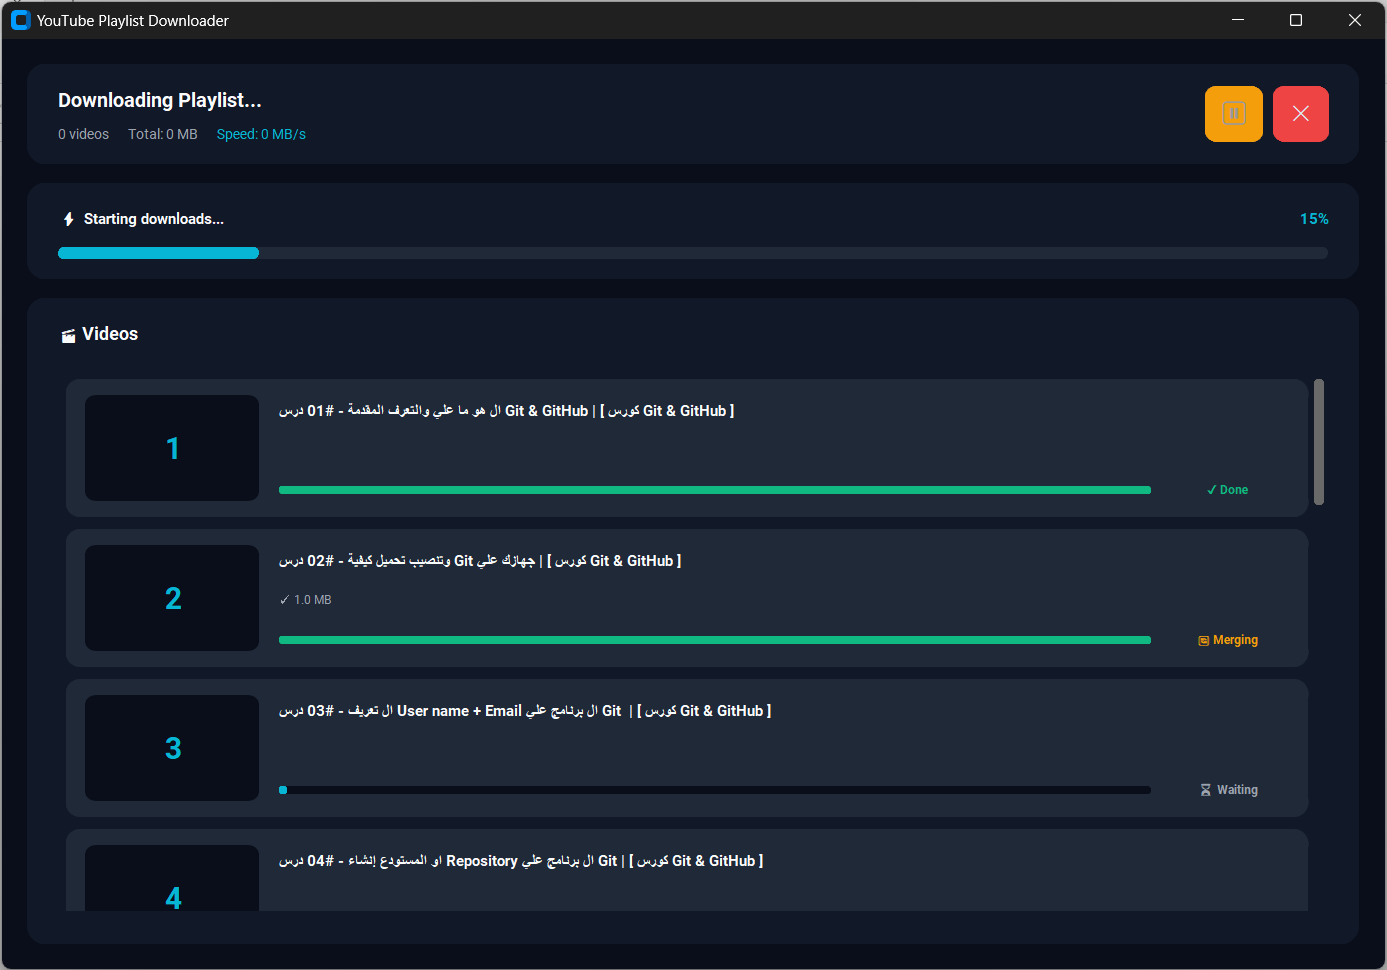 YouTube Playlist Downloader
Downloading Playlist...
0 videos Total: 0 MB Speed: 0 MB/s
Starting downloads... 15%
Videos
1
درس #01 - المقدمة والتعرف علي ما هو ال Git & GitHub | [ كورس Git & GitHub ]
✓ Done
2
درس #02 - كيفية تحميل وتنصيب Git علي جهازك | [ كورس Git & GitHub ]
✓ 1.0 MB
Merging
3
درس #03 - تعريف ال User name + Email علي برنامج ال Git | [ كورس Git & GitHub ]
Waiting
4
درس #04 - إنشاء المستودع او Repository علي برنامج ال Git | [ كورس Git & GitHub ]